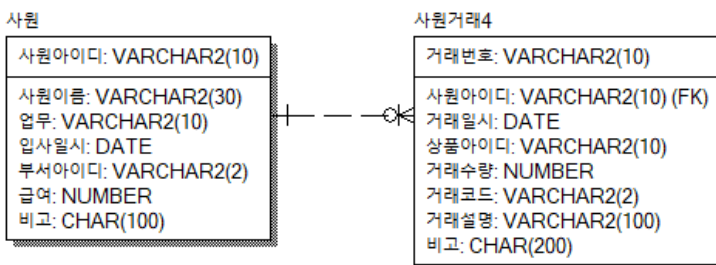 사원
사원아이디: VARCHAR2(10)
사원이름: VARCHAR2(30)
업무: VARCHAR2(10)
입사일시: DATE
부서아이디: VARCHAR2(2)
급여: NUMBER
비고: CHAR(100)
사원거래4
거래번호: VARCHAR2(10)
사원아이디: VARCHAR2(10) (FK)
거래일시: DATE
상품아이디: VARCHAR2(10)
거래수량: NUMBER
거래코드: VARCHAR2(2)
거래설명: VARCHAR2(100)
비고: CHAR(200)